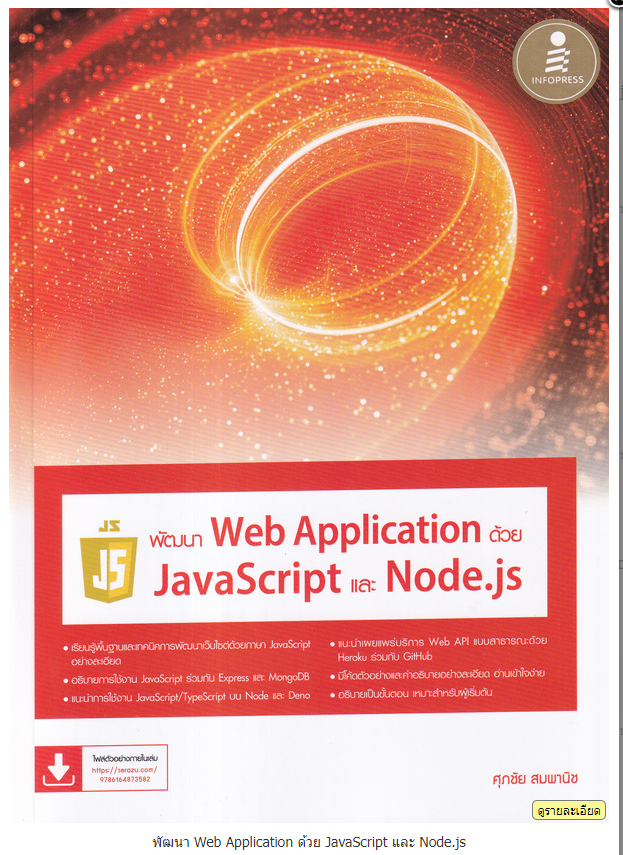 INFOPRESS
JS
JS
พัฒนา Web Application ด้วย
JavaScript และ Node.js
• เรียนรู้พื้นฐานและเทคนิคการพัฒนาเว็บไซต์ด้วยภาษา JavaScript
อย่างละเอียด
• อธิบายการใช้งาน JavaScript ร่วมกับ Express และ MongoDB
• แนะนำการใช้งาน JavaScript/TypeScript บน Node และ Deno
• แนะนำเผยแพร่บริการ Web API แบบสาธารณะด้วย
Heroku ร่วมกับ GitHub
• มีโค้ดตัวอย่างและคำอธิบายอย่างละเอียด อ่านเข้าใจง่าย
• อธิบายเป็นขั้นตอน เหมาะสำหรับผู้เริ่มต้น
ไฟล์ตัวอย่างภายในเล่ม
https://serazu.com/
9786164873582
ศุภชัย สมพานิช
ดูรายละเอียด
พัฒนา Web Application ด้วย JavaScript และ Node.js